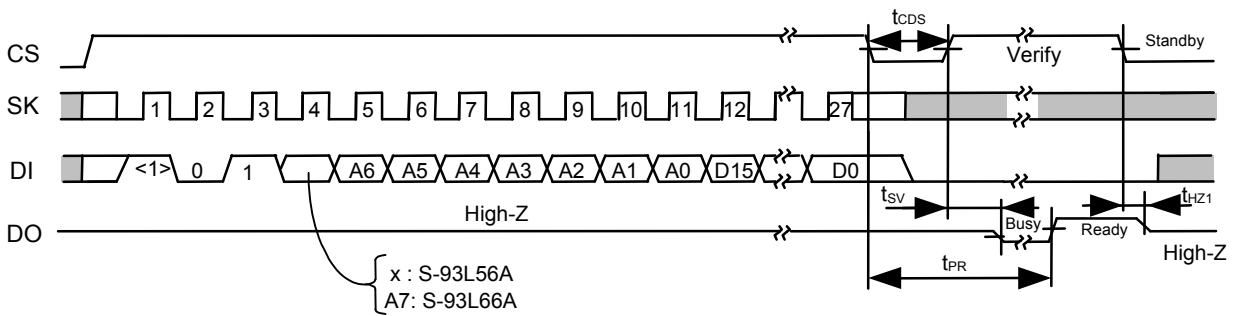 tCDS
CS Verify Standby
SK 1 2 3 4 5 6 7 8 9 10 11 12 27
DI <1> 0 1 A6 A5 A4 A3 A2 A1 A0 D15 D0
tSV tHZ1
High-Z Busy Ready
DO High-Z
tPR
x : S-93L56A
A7: S-93L66A